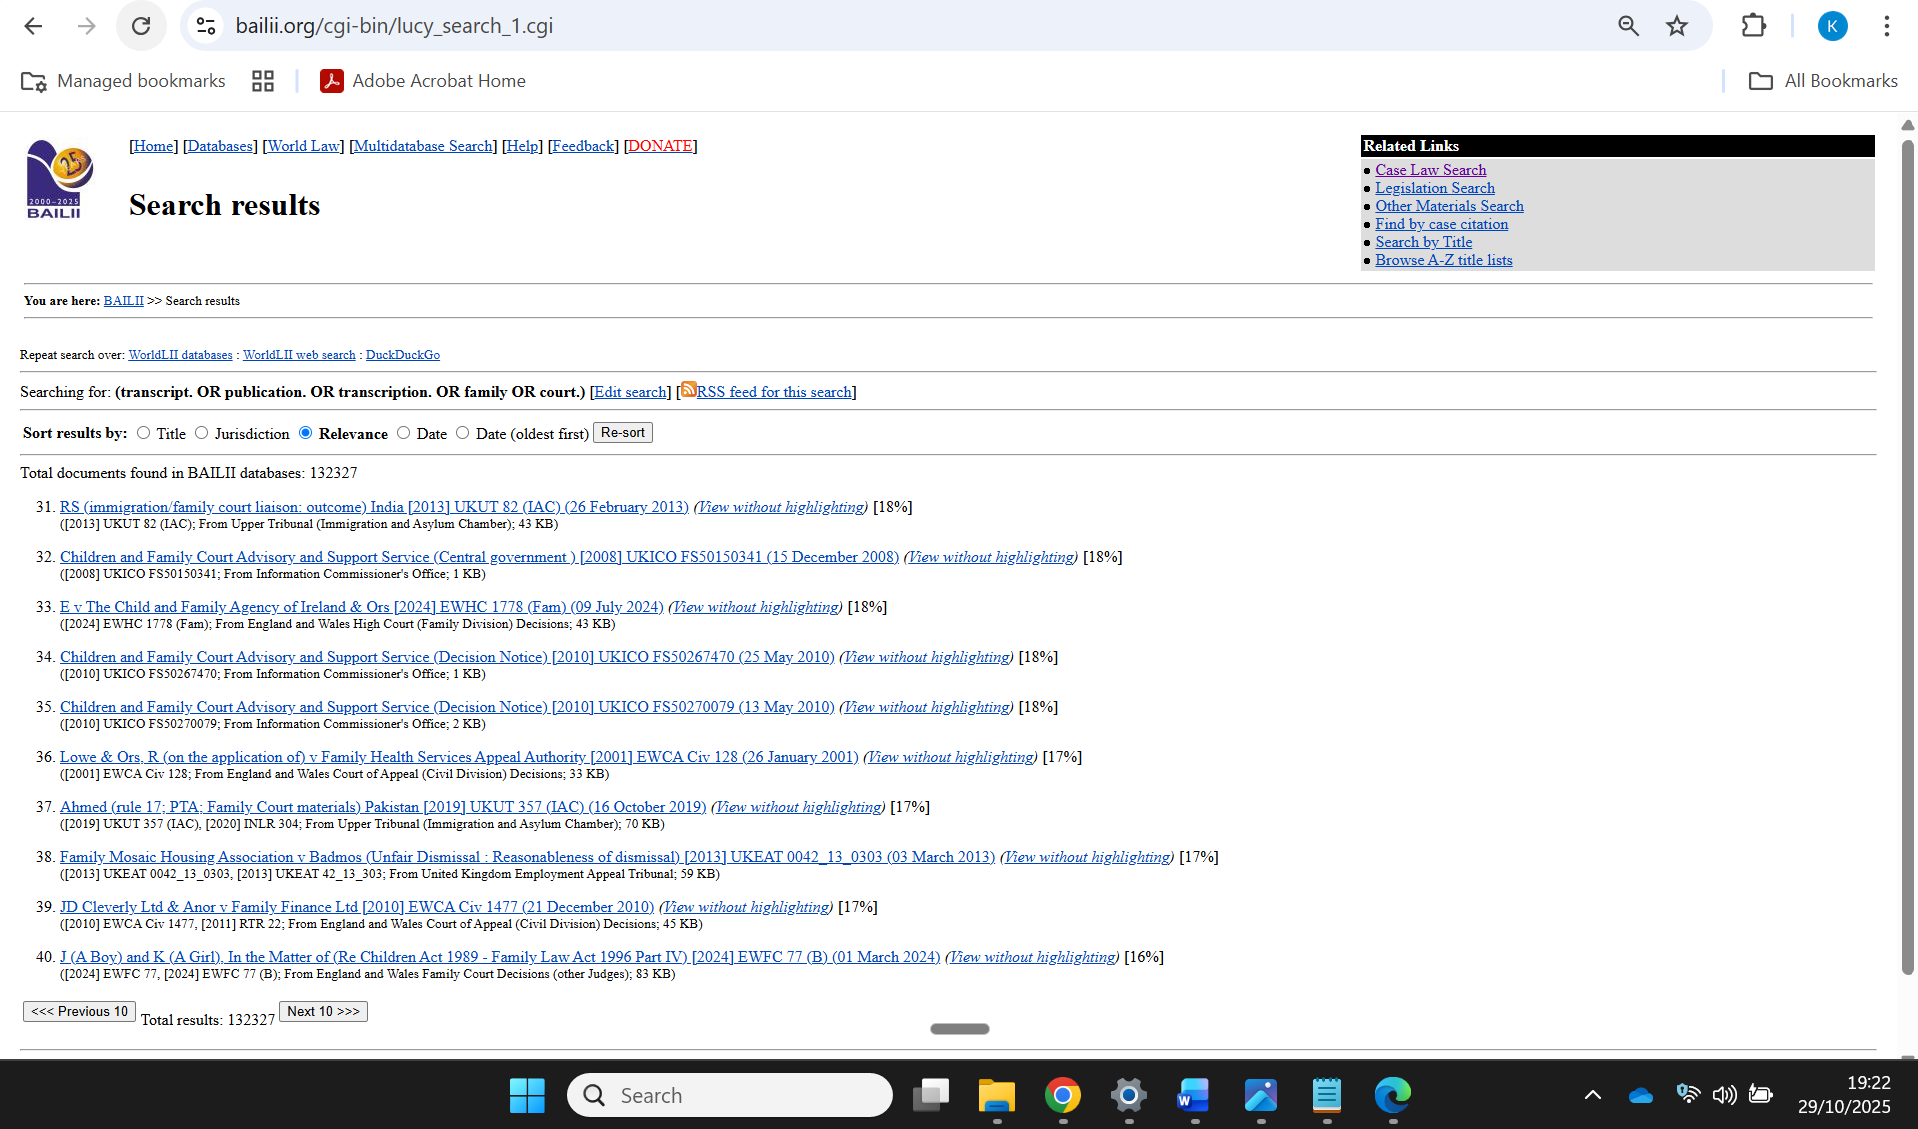 bailii.org/cgi-bin/lucy_search_1.cgi
K
Managed bookmarks
Adobe Acrobat Home
All Bookmarks
25
2000-2025
BAILII
[Home] [Databases] [World Law] [Multidatabase Search] [Help] [Feedback] [DONATE]
Search results
Related Links
Case Law Search
Legislation Search
Other Materials Search
Find by case citation
Search by Title
Browse A-Z title lists
You are here: BAILII >> Search results
Repeat search over: WorldLII databases : WorldLII web search : DuckDuckGo
Searching for: (transcript. OR publication. OR transcription. OR family OR court.) [Edit search] [RSS feed for this search]
Sort results by: Title Jurisdiction Relevance Date Date (oldest first) Re-sort
Total documents found in BAILII databases: 132327
31. RS (immigration/family court liaison: outcome) India [2013] UKUT 82 (IAC) (26 February 2013) (View without highlighting) [18%]
([2013] UKUT 82 (IAC); From Upper Tribunal (Immigration and Asylum Chamber); 43 KB)
32. Children and Family Court Advisory and Support Service (Central government ) [2008] UKICO FS50150341 (15 December 2008) (View without highlighting) [18%]
([2008] UKICO FS50150341; From Information Commissioner's Office; 1 KB)
33. E v The Child and Family Agency of Ireland & Ors [2024] EWHC 1778 (Fam) (09 July 2024) (View without highlighting) [18%]
([2024] EWHC 1778 (Fam); From England and Wales High Court (Family Division) Decisions; 43 KB)
34. Children and Family Court Advisory and Support Service (Decision Notice) [2010] UKICO FS50267470 (25 May 2010) (View without highlighting) [18%]
([2010] UKICO FS50267470; From Information Commissioner's Office; 1 KB)
35. Children and Family Court Advisory and Support Service (Decision Notice) [2010] UKICO FS50270079 (13 May 2010) (View without highlighting) [18%]
([2010] UKICO FS50270079; From Information Commissioner's Office; 2 KB)
36. Lowe & Ors, R (on the application of) v Family Health Services Appeal Authority [2001] EWCA Civ 128 (26 January 2001) (View without highlighting) [17%]
([2001] EWCA Civ 128; From England and Wales Court of Appeal (Civil Division) Decisions; 33 KB)
37. Ahmed (rule 17; PTA; Family Court materials) Pakistan [2019] UKUT 357 (IAC) (16 October 2019) (View without highlighting) [17%]
([2019] UKUT 357 (IAC), [2020] INLR 304; From Upper Tribunal (Immigration and Asylum Chamber); 70 KB)
38. Family Mosaic Housing Association v Badmos (Unfair Dismissal : Reasonableness of dismissal) [2013] UKEAT 0042_13_0303 (03 March 2013) (View without highlighting) [17%]
([2013] UKEAT 0042_13_0303, [2013] UKEAT 42_13_303; From United Kingdom Employment Appeal Tribunal; 59 KB)
39. JD Cleverly Ltd & Anor v Family Finance Ltd [2010] EWCA Civ 1477 (21 December 2010) (View without highlighting) [17%]
([2010] EWCA Civ 1477, [2011] RTR 22; From England and Wales Court of Appeal (Civil Division) Decisions; 45 KB)
40. J (A Boy) and K (A Girl), In the Matter of (Re Children Act 1989 - Family Law Act 1996 Part IV) [2024] EWFC 77 (B) (01 March 2024) (View without highlighting) [16%]
([2024] EWFC 77, [2024] EWFC 77 (B); From England and Wales Family Court Decisions (other Judges); 83 KB)
<<< Previous 10 Total results: 132327 Next 10 >>>
Search
W
19:22
29/10/2025